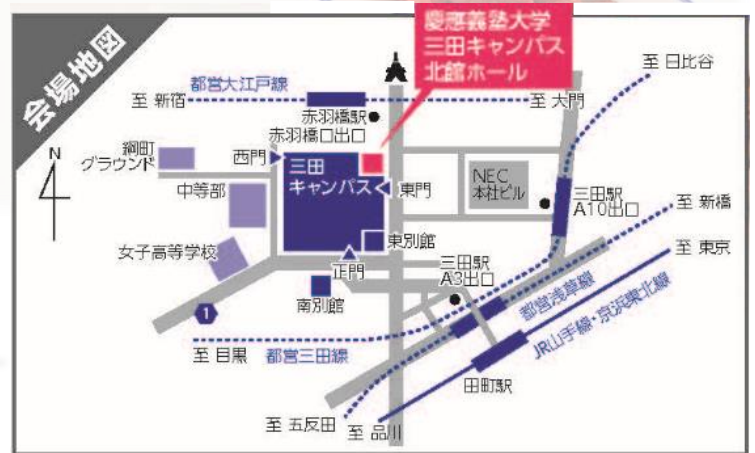 会場地図
慶應義塾大学
三田キャンパス
北館ホール
至 日比谷
都営大江戸線
至 新宿
至 大門
赤羽橋駅
赤羽橋口出口
N
綱町
グラウンド
西門
三田
キャンパス
東門
NEC
本社ビル
中等部
三田駅
A10出口
至 新橋
女子高等学校
東別館
正門
三田駅
A3出口
至 東京
南別館
都営浅草線
1
JR山手線・京浜東北線
至 目黒
都営三田線
田町駅
至 五反田
至 品川